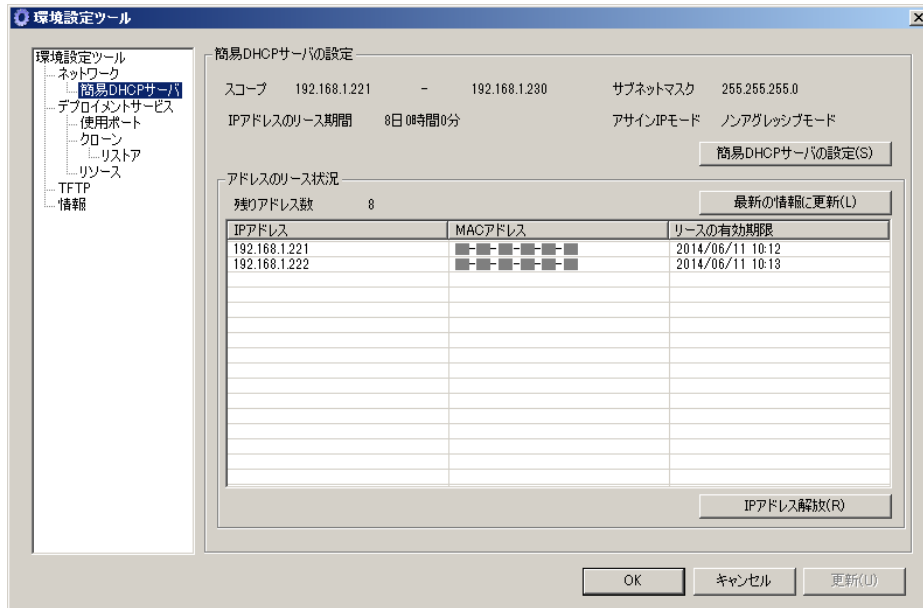 環境設定ツール
環境設定ツール
ネットワーク
簡易DHCPサーバ
デプロイメントサービス
使用ポート
クローン
リストア
リソース
TFTP
情報
簡易DHCPサーバの設定
スコープ 192.168.1.221 - 192.168.1.230 サブネットマスク 255.255.255.0
IPアドレスのリース期間 8日0時間0分 アサインIPモード ノンアグレッシブモード
簡易DHCPサーバの設定(S)
アドレスのリース状況
残りアドレス数 8 最新の情報に更新(L)
IPアドレス MACアドレス リースの有効期限
192.168.1.221 2014/06/11 10:12
192.168.1.222 2014/06/11 10:13
IPアドレス解放(R)
OK キャンセル 更新(U)